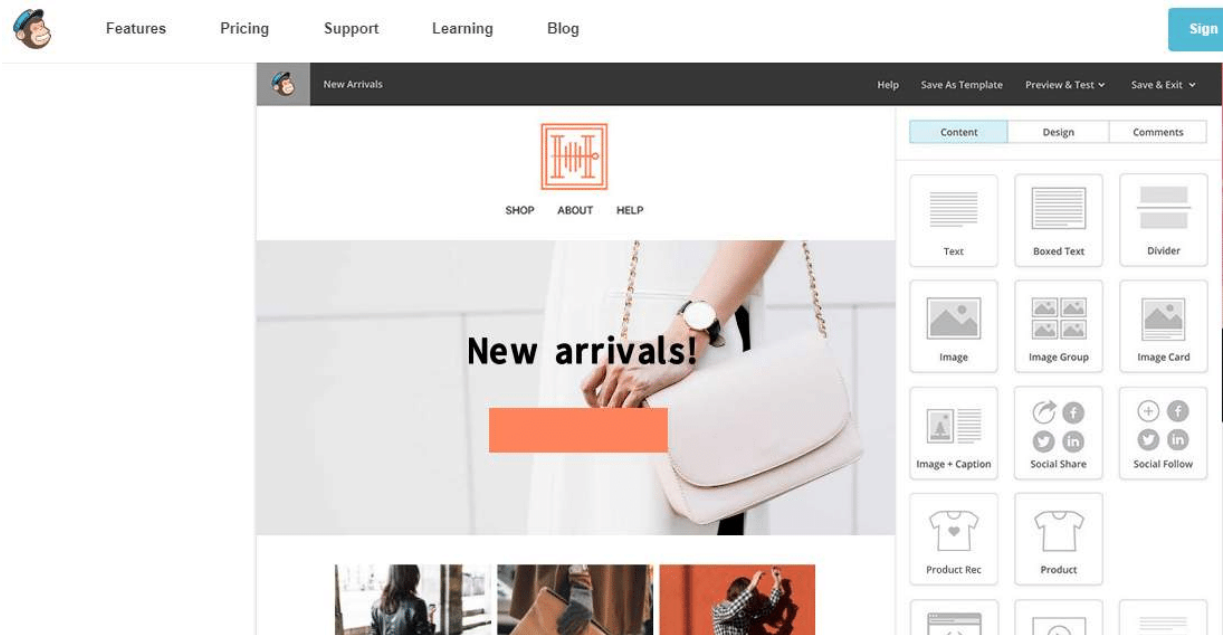 Features Pricing Support Learning Blog Sign
New Arrivals Help Save As Template Preview & Test Save & Exit
Content Design Comments
SHOP ABOUT HELP
New arrivals!
Text Boxed Text Divider
Image Image Group Image Card
Image + Caption Social Share Social Follow
Product Rec Product